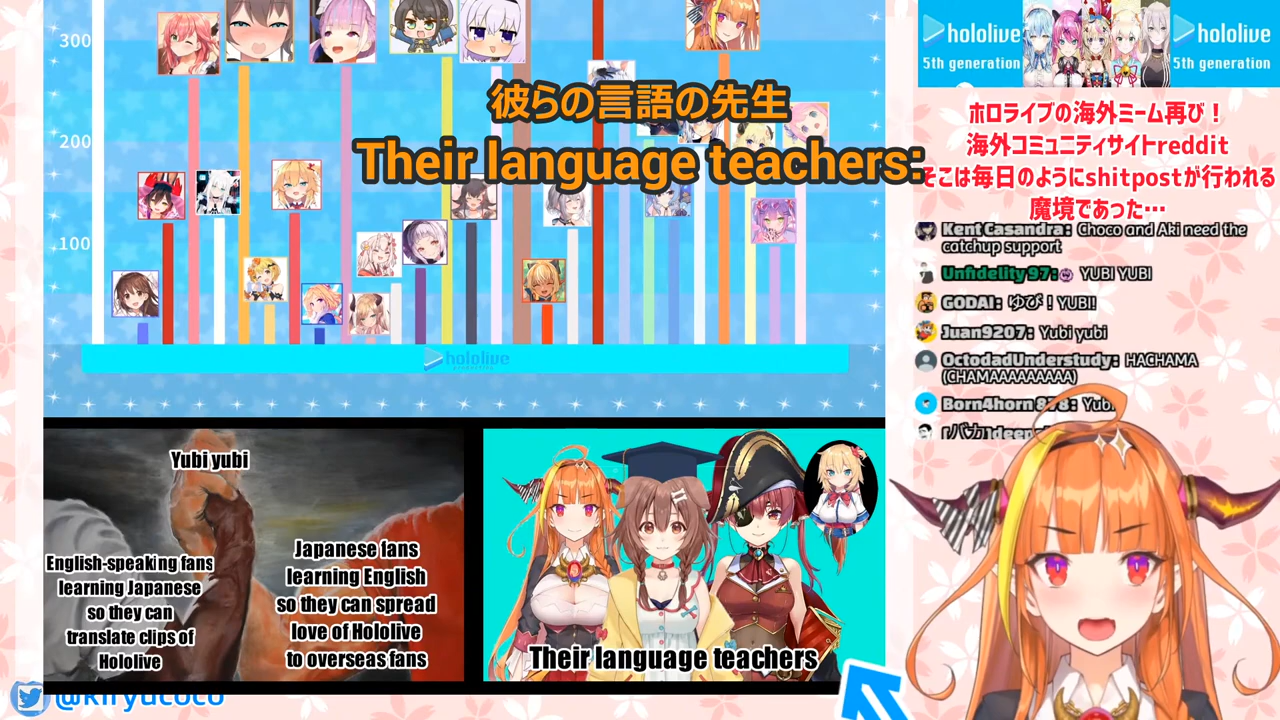 300
200
100
彼らの言語の先生
Their language teachers:
hololive
Yubi yubi
English-speaking fans
learning Japanese
so they can
translate clips of
Hololive
Japanese fans
learning English
so they can spread
love of Hololive
to overseas fans
Their language teachers
@kiryucoco
hololive
5th generation
hololive
5th generation
ホロライブの海外ミーム再び!
海外コミュニティサイトreddit
そこは毎日のようにshitpostが行われる
魔境であった…
KentCasandra: Choco and Aki need the
catchup support
Unfidelity97: YUBI YUBI
GODAI: ゆび!YUBI!
Juan9207: Yubi yubi
OctodadUnderstudy: HACHAMA
(CHAMAAAAAAAAA)